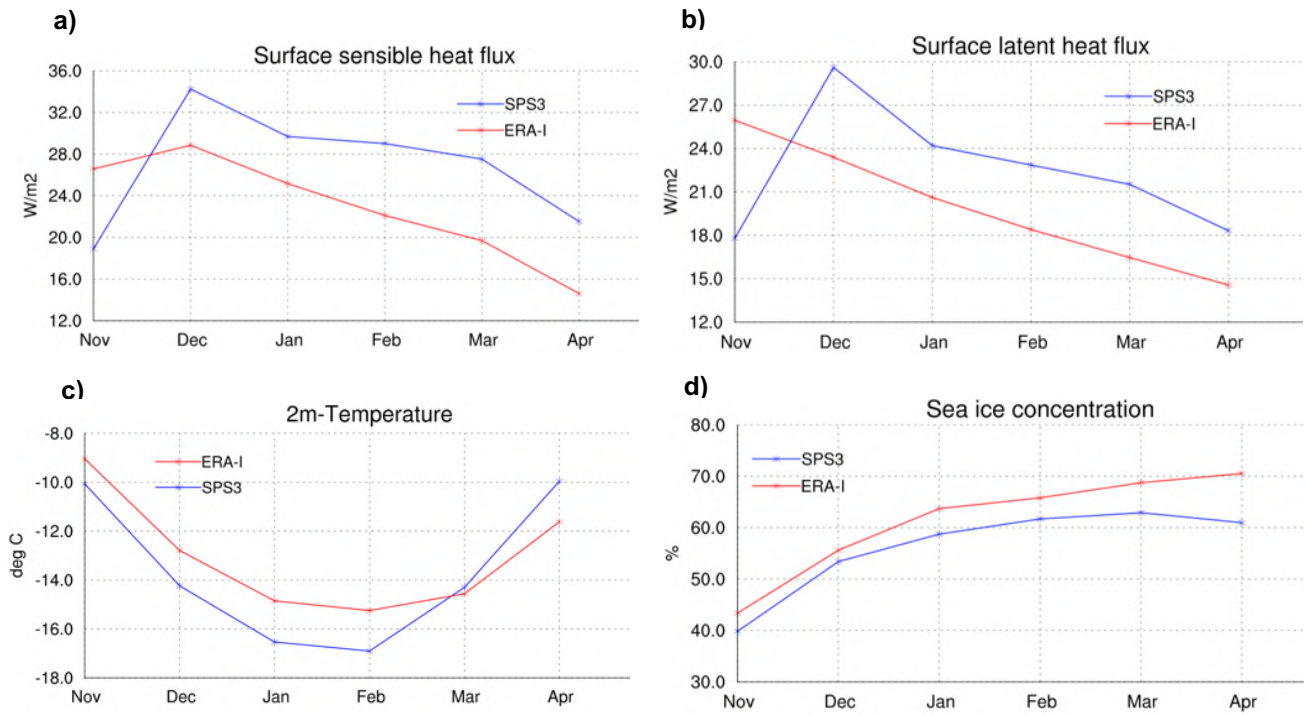 a)
Surface sensible heat flux
36.0
32.0
28.0
24.0
20.0
16.0
12.0
W/m2
SPS3
ERA-I
Nov Dec Jan Feb Mar Apr
b)
Surface latent heat flux
30.0
27.0
24.0
21.0
18.0
15.0
12.0
W/m2
SPS3
ERA-I
Nov Dec Jan Feb Mar Apr
c)
2m-Temperature
-8.0
-10.0
-12.0
-14.0
-16.0
-18.0
deg C
ERA-I
SPS3
Nov Dec Jan Feb Mar Apr
d)
Sea ice concentration
80.0
70.0
60.0
50.0
40.0
30.0
%
SPS3
ERA-I
Nov Dec Jan Feb Mar Apr